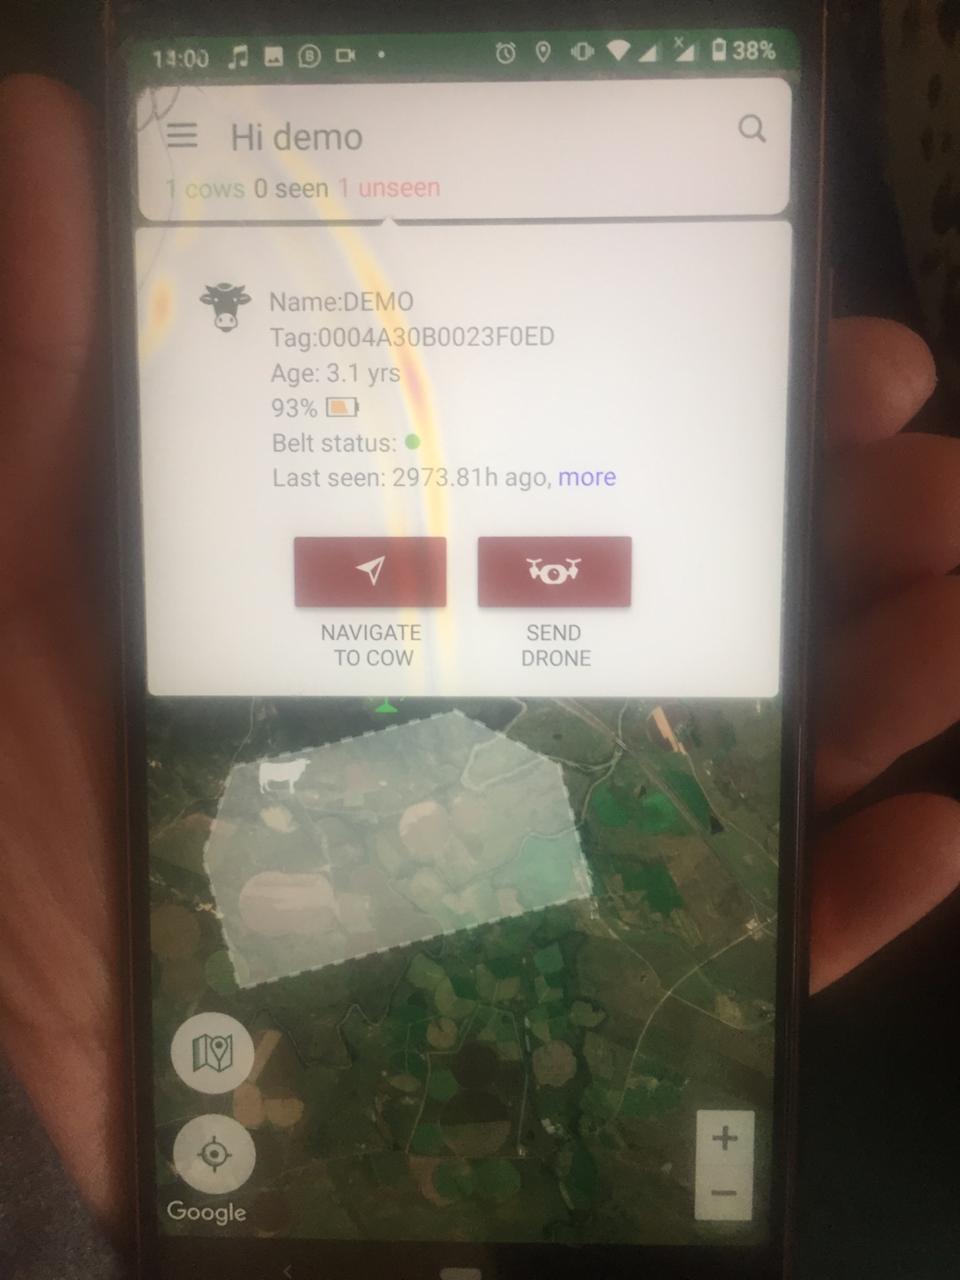 14:00 38%
Hi demo
1 cows 0 seen 1 unseen
Name:DEMO
Tag:0004A30B0023F0ED
Age: 3.1 yrs
93%
Belt status:
Last seen: 2973.81h ago, more
NAVIGATE TO COW
SEND DRONE
Google